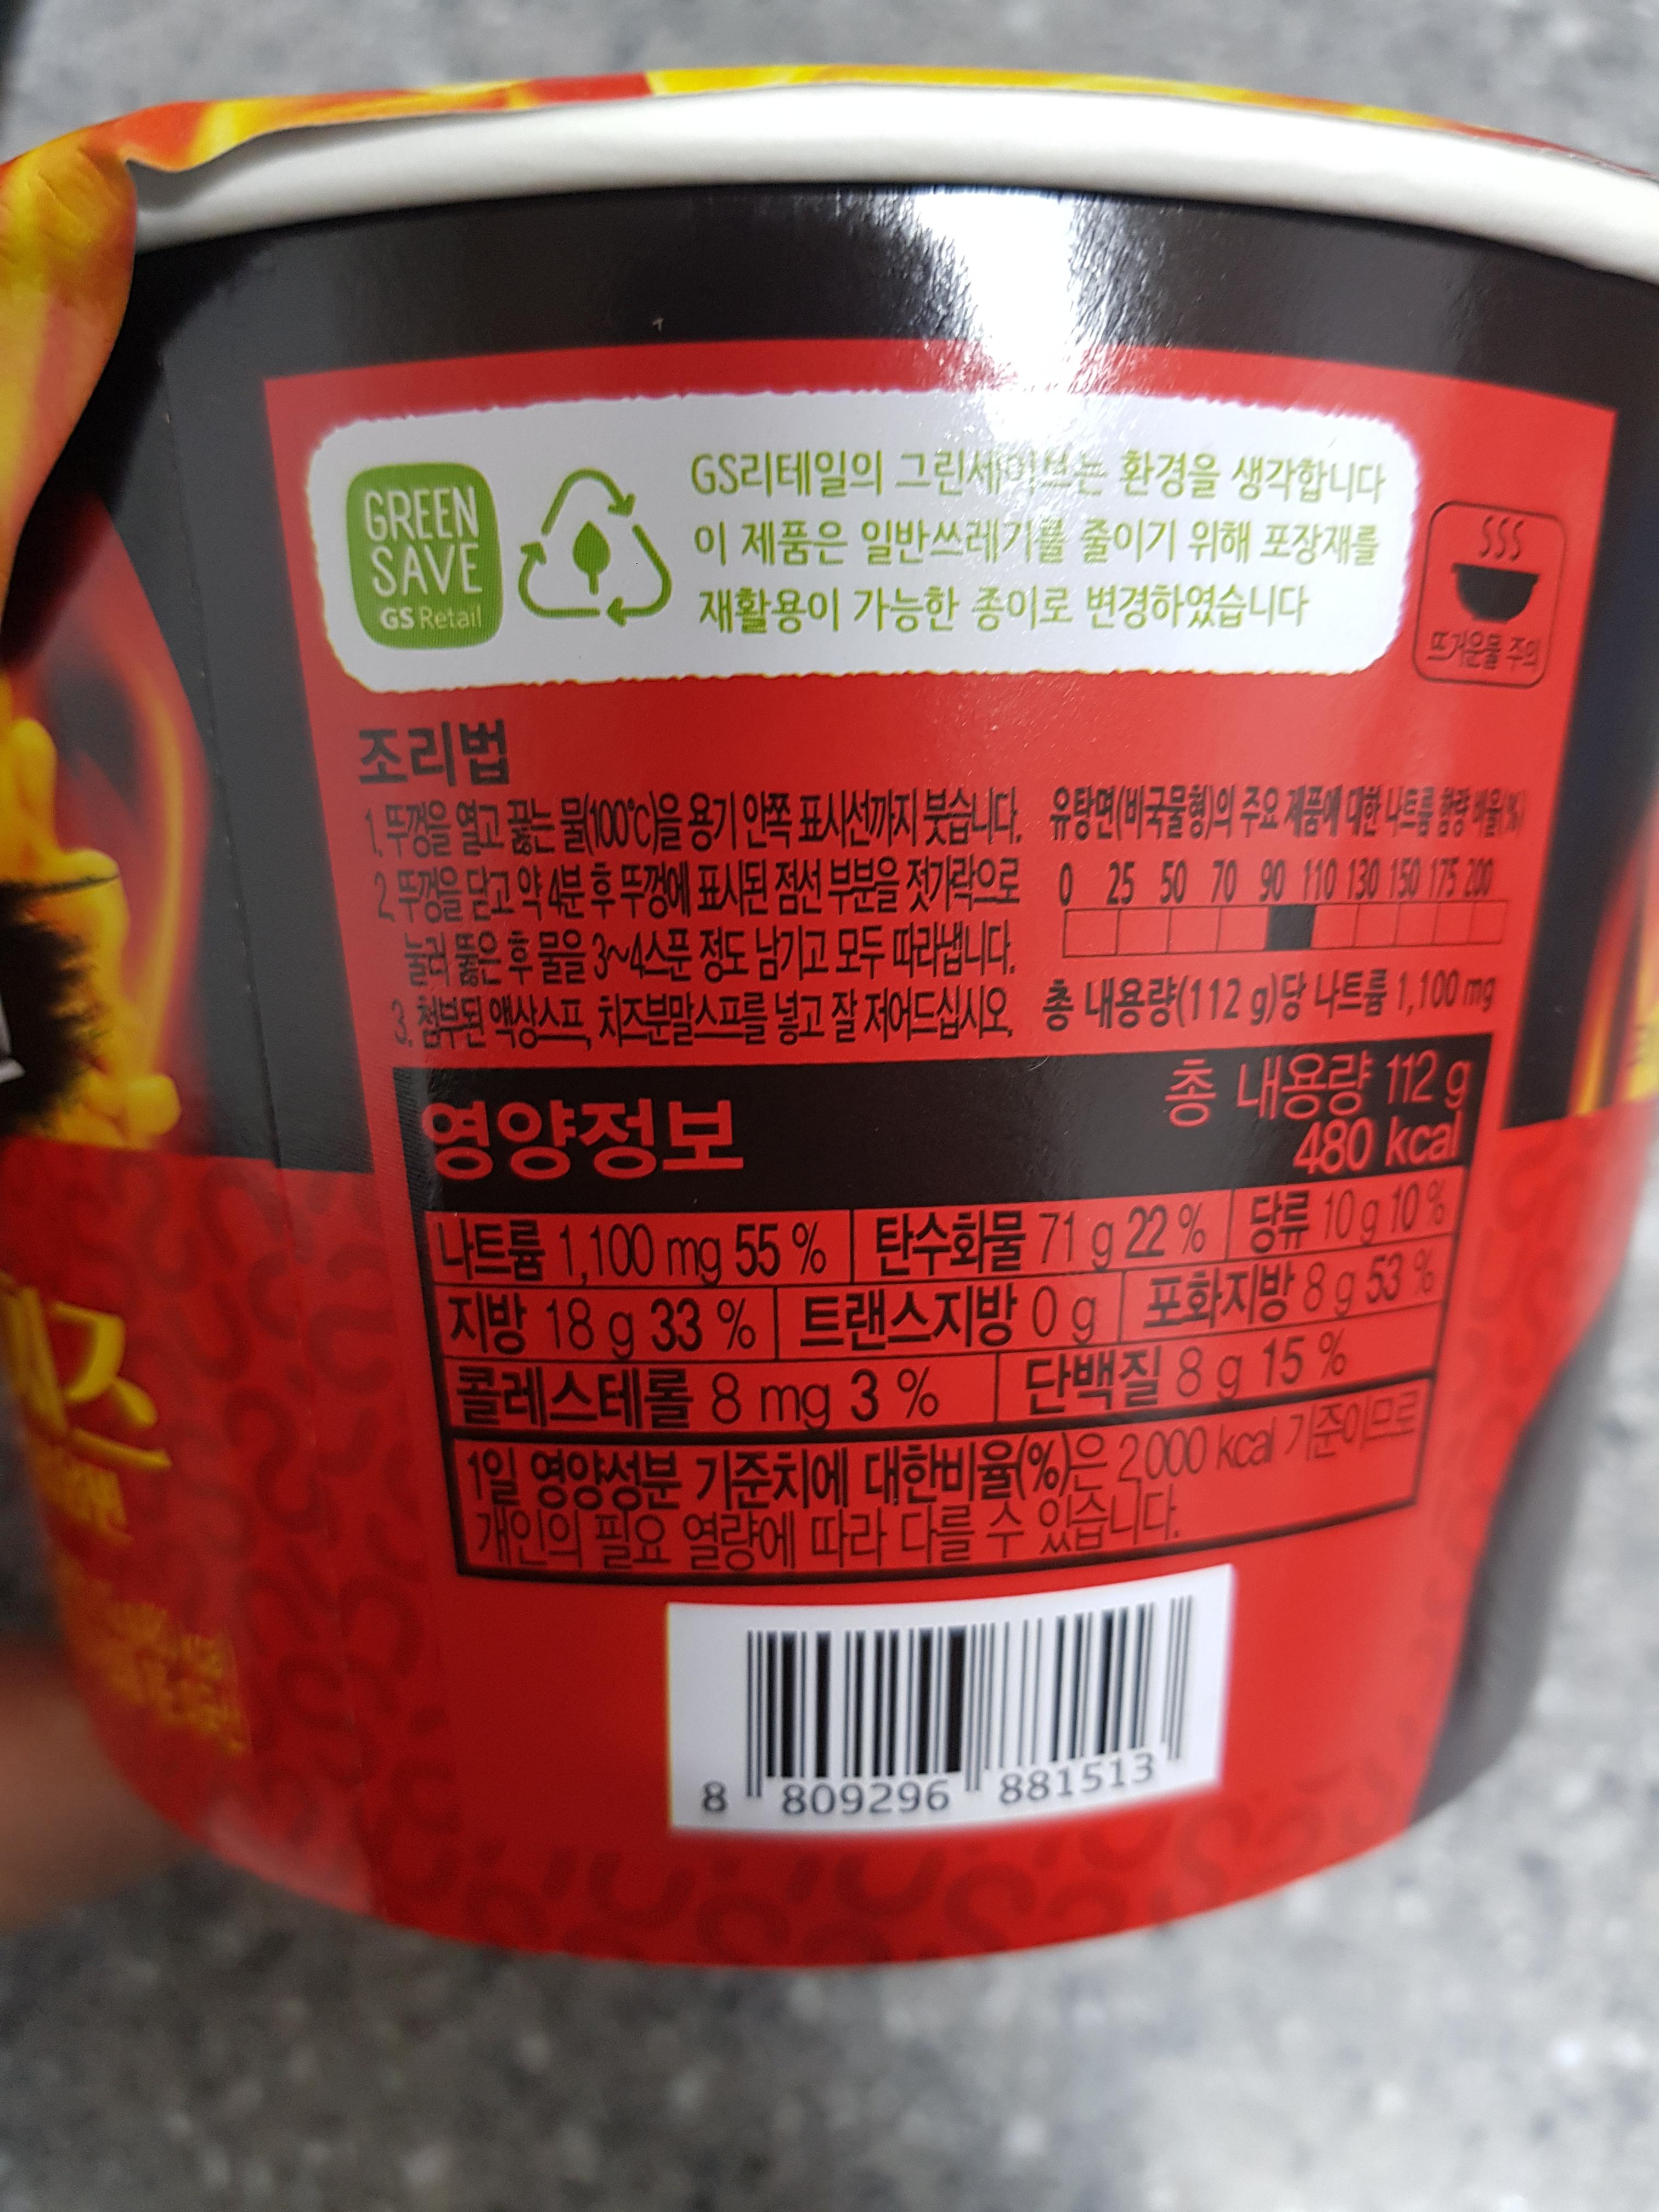 GREEN
SAVE
GS Retail
GS리테일의 그린세이브는 환경을 생각합니다
이 제품은 일반쓰레기를 줄이기 위해 포장재를
재활용이 가능한 종이로 변경하였습니다
뜨거운물 주의
조리법
1. 뚜껑을 열고 끓는 물(100℃)을 용기 안쪽 표시선까지 붓습니다.
2. 뚜껑을 닫고 약 4분 후 뚜껑에 표시된 점선 부분을 젓가락으로
눌러 뚫은 후 물을 3~4스푼 정도 남기고 모두 따라냅니다.
3. 첨부된 액상스프, 치즈분말스프를 넣고 잘 저어드십시오.
유탕면(비국물형)의 주요 제품에 대한 나트륨 함량 비율(%)
0 25 50 70 90 110 130 150 175 200
총 내용량(112 g)당 나트륨 1,100 mg
영양정보
총 내용량 112 g
480 kcal
나트륨 1,100 mg 55 % 탄수화물 71 g 22 % 당류 10 g 10 %
지방 18 g 33 % 트랜스지방 0 g 포화지방 8 g 53 %
콜레스테롤 8 mg 3 % 단백질 8 g 15 %
1일 영양성분 기준치에 대한비율(%)은 2,000 kcal 기준이므로
개인의 필요 열량에 따라 다를 수 있습니다.
8 809296 881513